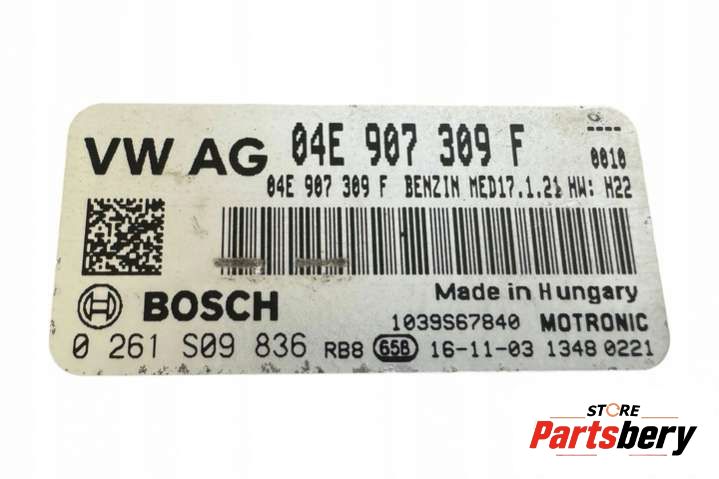 VW AG 04E 907 309 F
0010
04E 907 309 F BENZIN MED17.1.21 HW: H22
Made in Hungary
BOSCH
1039S67840 MOTRONIC
0 261 S09 836 RB8 65B 16-11-03 1348 0221
STORE
Partsbery